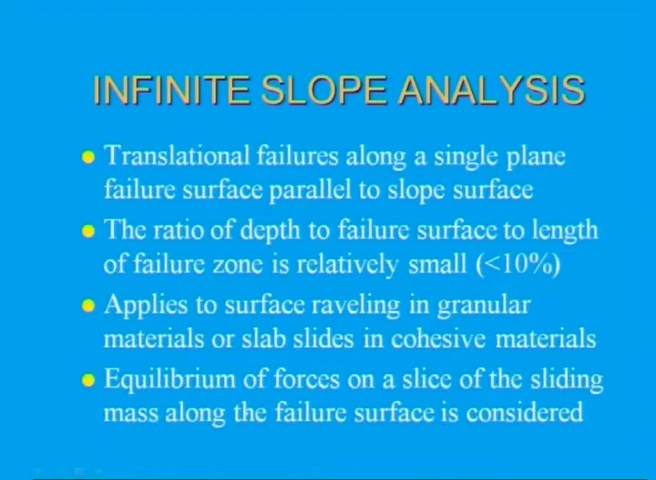 INFINITE SLOPE ANALYSIS
Translational failures along a single plane
failure surface parallel to slope surface
The ratio of depth to failure surface to length
of failure zone is relatively small (<10%)
Applies to surface raveling in granular
materials or slab slides in cohesive materials
Equilibrium of forces on a slice of the sliding
mass along the failure surface is considered